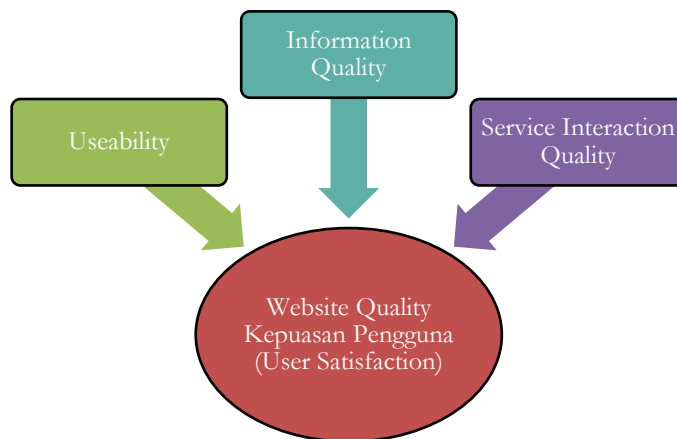 Information
Quality
Useability
Service Interaction
Quality
Website Quality
Kepuasan Pengguna
(User Satisfaction)